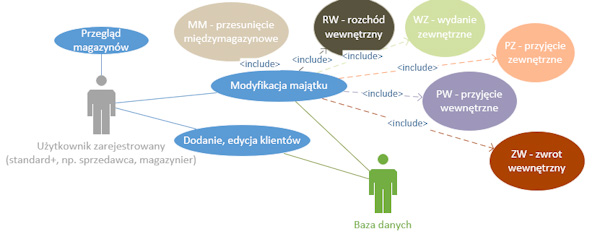 MM - przesunięcie
międzymagazynowe
RW - rozchód
wewnętrzny
WZ - wydanie
zewnętrzne
Przegląd
magazynów
PZ - przyjęcie
zewnętrzne
<include>
<include>
<include>
<include>
Modyfikacja majątku
<include>
PW - przyjęcie
wewnętrzne
<include>
Użytkownik zarejestrowany
(standard+, np. sprzedawca, magazynier)
Dodanie, edycja klientów
ZW - zwrot
wewnętrzny
Baza danych